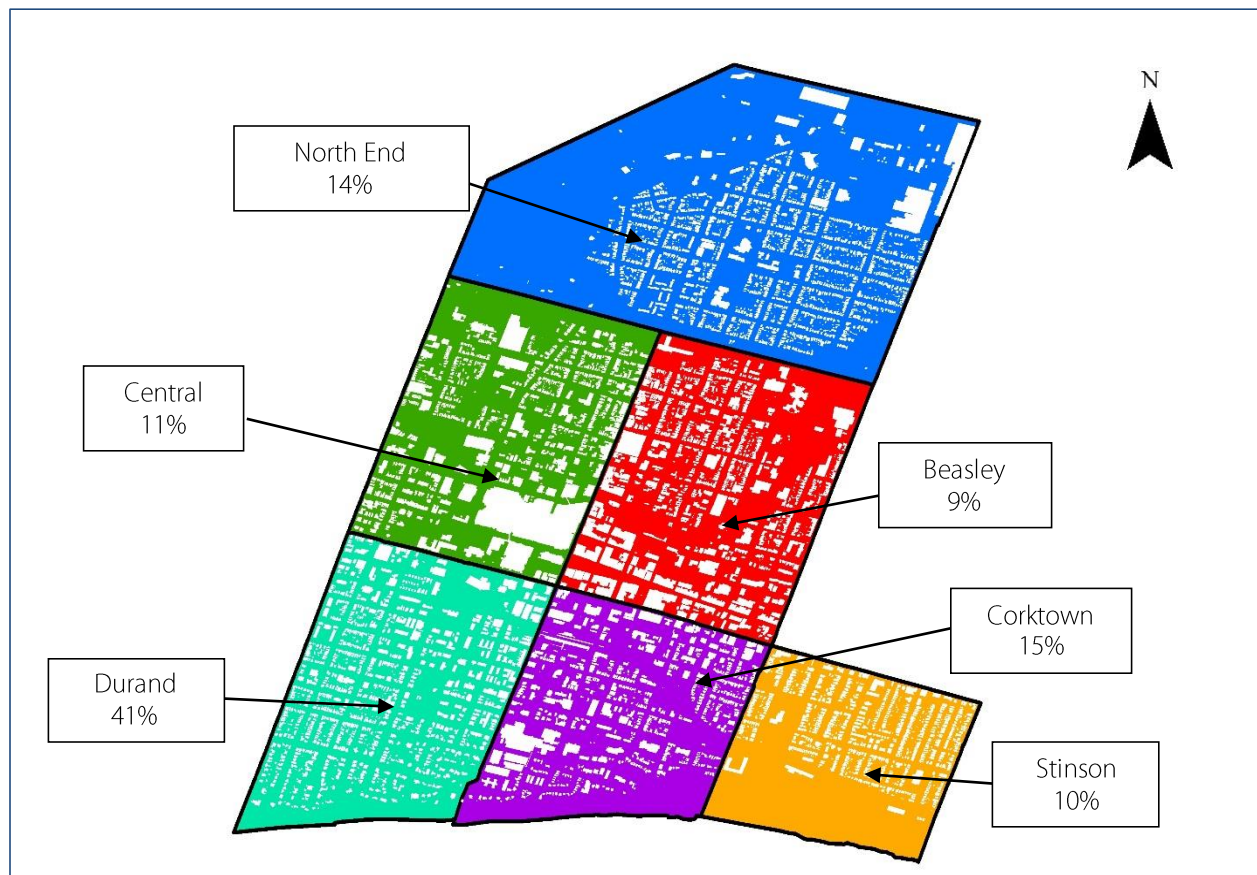 N
North End
14%
Central
11%
Beasley
9%
Corktown
15%
Durand
41%
Stinson
10%